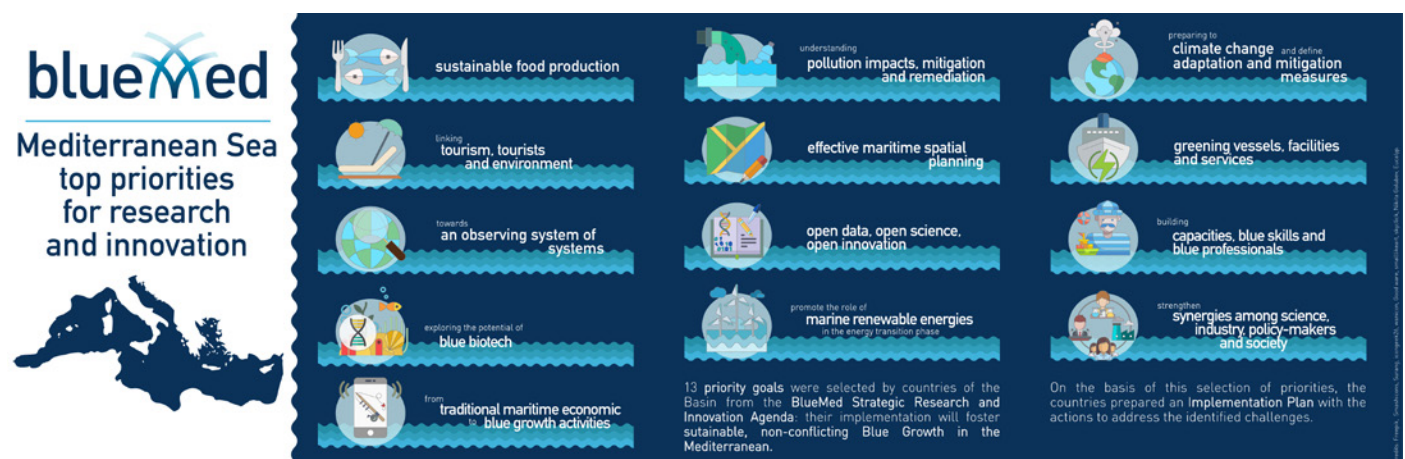 bluemed
Mediterranean Sea
top priorities
for research
and innovation
sustainable food production
linking
tourism, tourists
and environment
towards
an observing system of
systems
exploring the potential of
blue biotech
from
traditional maritime economic
to blue growth activities
understanding
pollution impacts, mitigation
and remediation
effective maritime spatial
planning
open data, open science,
open innovation
promote the role of
marine renewable energies
in the energy transition phase
13 priority goals were selected by countries of the
Basin from the BlueMed Strategic Research and
Innovation Agenda: their implementation will foster
sutainable, non-conflicting Blue Growth in the
Mediterranean.
preparing to
climate change and define
adaptation and mitigation
measures
greening vessels, facilities
and services
building
capacities, blue skills and
blue professionals
strengthen
synergies among science,
industry, policy-makers
and society
On the basis of this selection of priorities, the
countries prepared an Implementation Plan with the
actions to address the identified challenges.